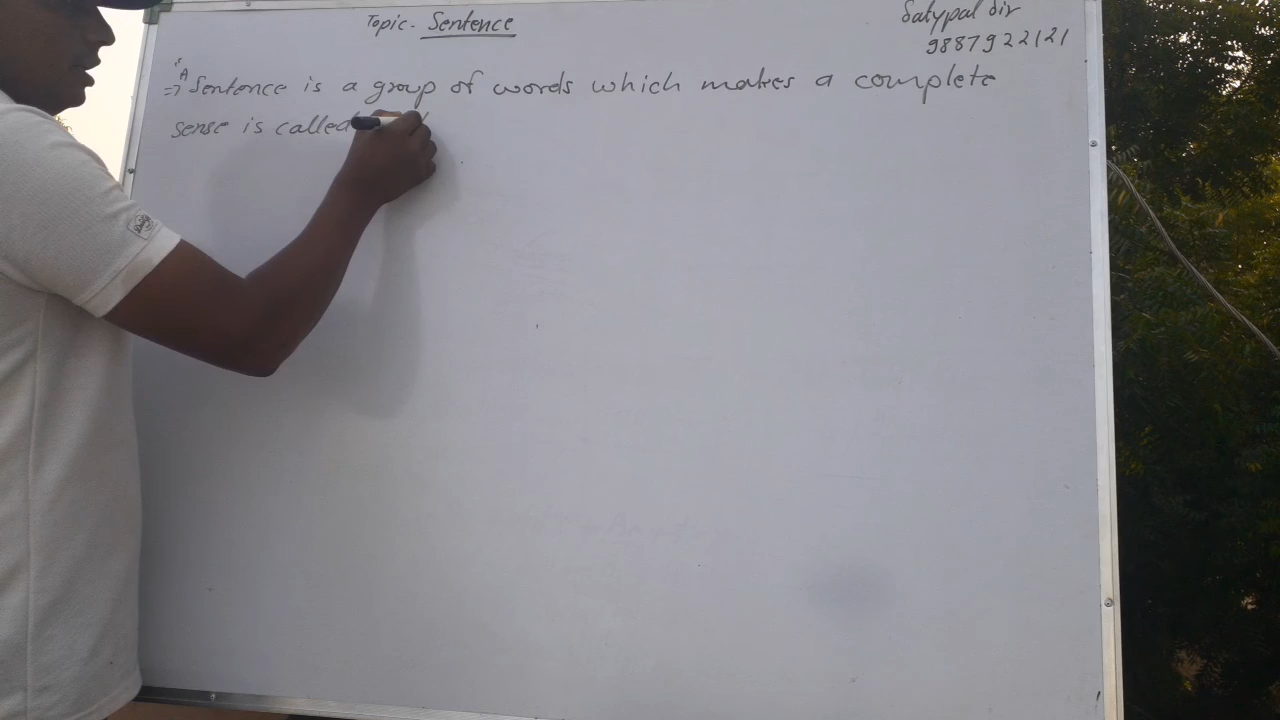 Topic. Sentence
Satypal Sir
9887922121
"A
=> Sentence is a group of words which makes a complete
sense is called